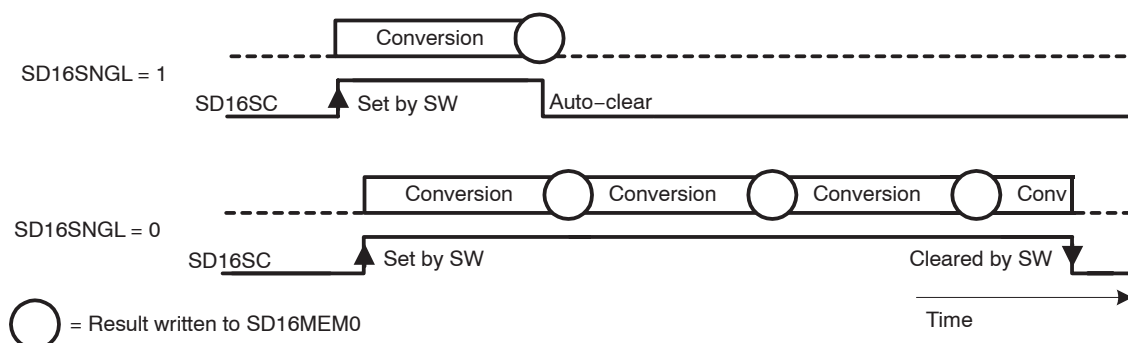 Conversion
SD16SNGL = 1
SD16SC
Set by SW
Auto−clear
Conversion
Conversion
Conversion
Conv
SD16SNGL = 0
SD16SC
Set by SW
Cleared by SW
= Result written to SD16MEM0
Time